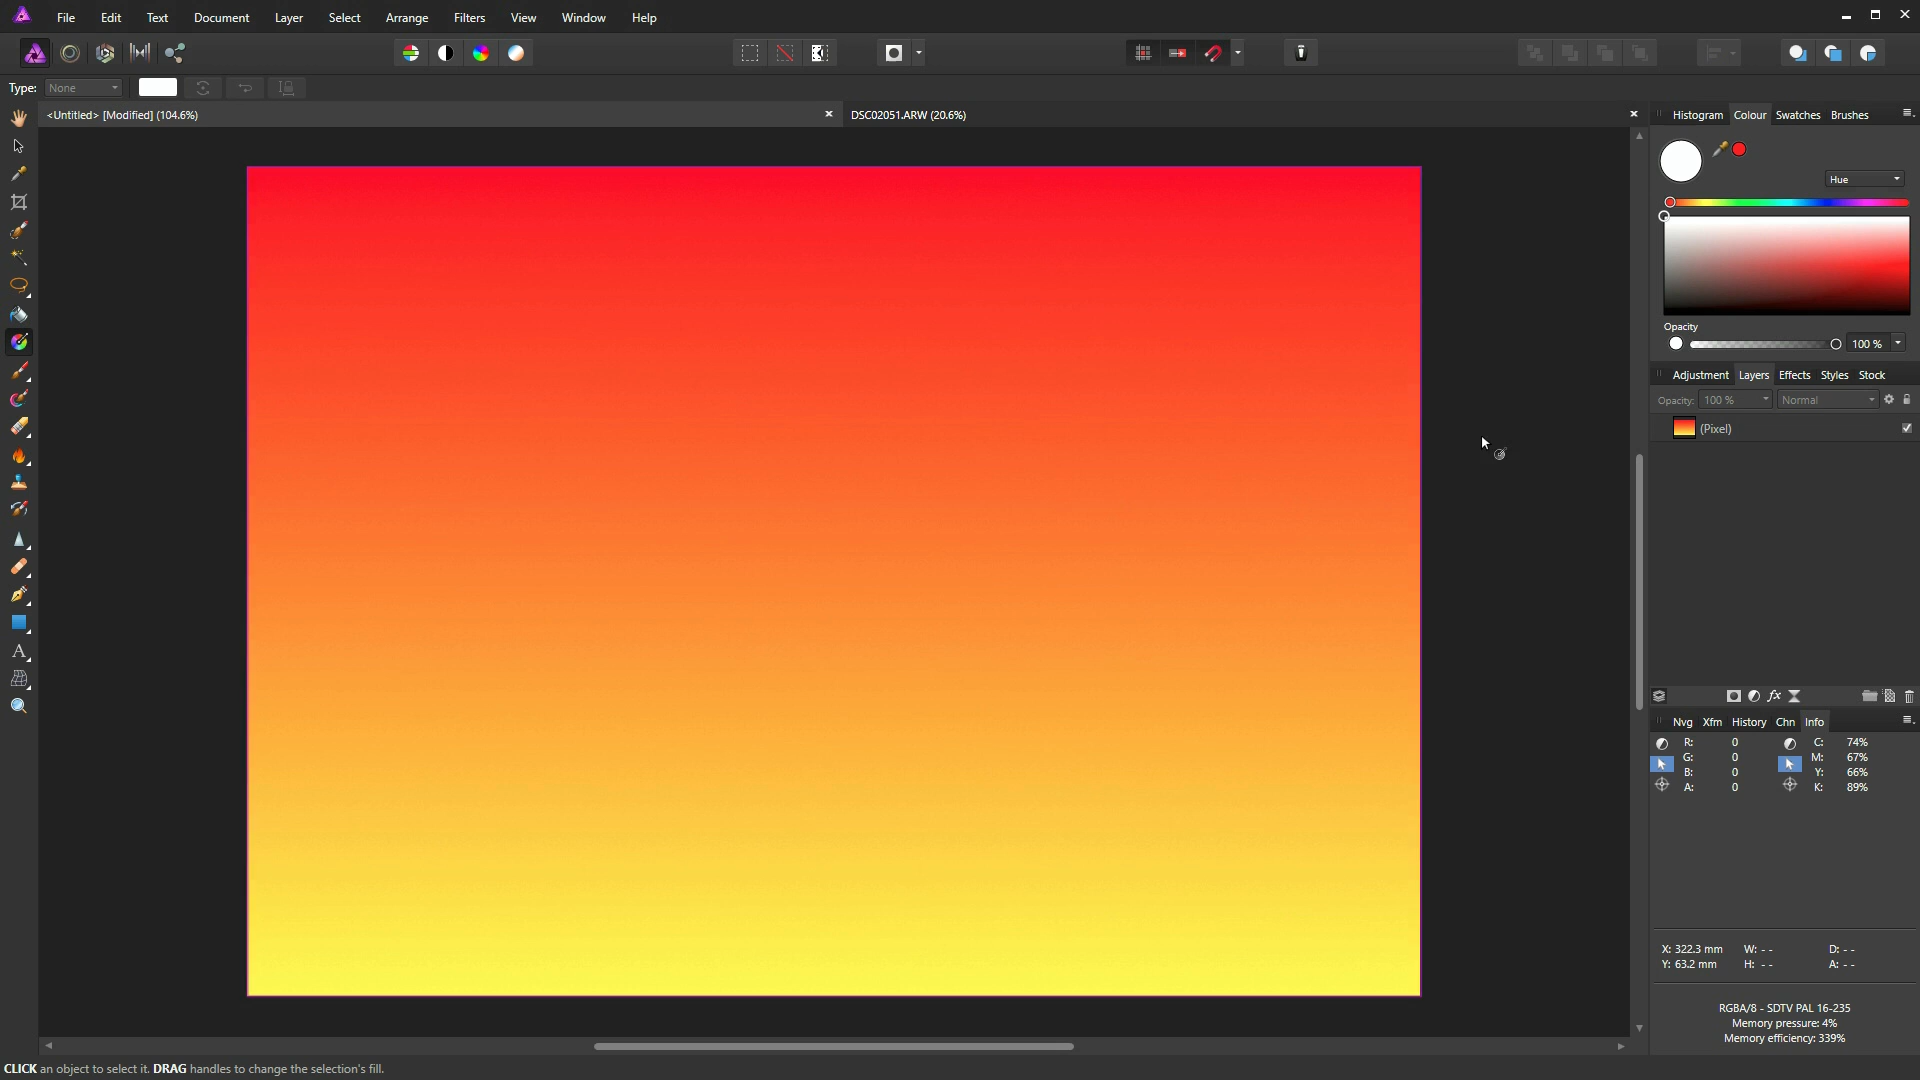 File Edit Text Document Layer Select Arrange Filters View Window Help
Type: None
<Untitled> [Modified] (104.6%) DSC02051.ARW (20.6%)
Histogram Colour Swatches Brushes
Hue
Opacity
100 %
Adjustment Layers Effects Styles Stock
Opacity: 100 % Normal
(Pixel)
fx
Nvg Xfm History Chn Info
R: 0 C: 74%
G: 0 M: 67%
B: 0 Y: 66%
A: 0 K: 89%
X: 322.3 mm W: - - D: - -
Y: 63.2 mm H: - - A: - -
RGBA/8 - SDTV PAL 16-235
Memory pressure: 4%
Memory efficiency: 339%
CLICK an object to select it. DRAG handles to change the selection's fill.